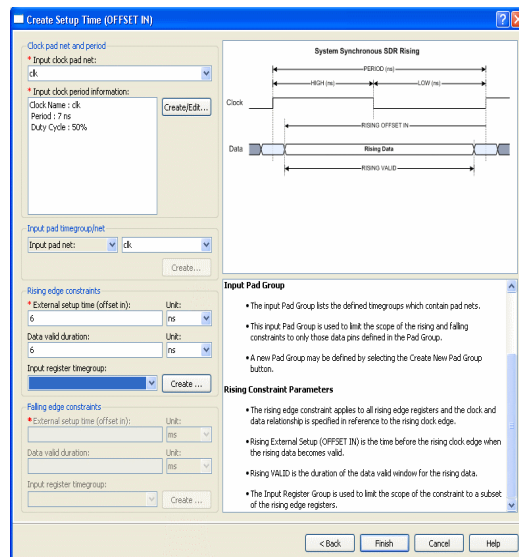 Create Setup Time (OFFSET IN)
Clock pad net and period
* Input clock pad net:
clk
* Input clock period information:
Clock Name : clk
Period : 7 ns
Duty Cycle : 50%
Create/Edit...
Input pad timegroup/net
Input pad net:
clk
Create...
Rising edge constraints
* External setup time (offset in):
Unit:
6
ns
Data valid duration:
Unit:
6
ns
Input register timegroup:
Create ...
Falling edge constraints
* External setup time (offset in):
Unit:
ms
Data valid duration:
Unit:
ms
Input register timegroup:
Create ...
System Synchronous SDR Rising
PERIOD (ns)
HIGH (ns)
LOW (ns)
Clock
RISING OFFSET IN
Data
Rising Data
RISING VALID
Input Pad Group
• The input Pad Group lists the defined timegroups which contain pad nets.
• This input Pad Group is used to limit the scope of the rising and falling
constraints to only those data pins defined in the Pad Group.
• A new Pad Group may be defined by selecting the Create New Pad Group
button.
Rising Constraint Parameters
• The rising edge constraint applies to all rising edge registers and the clock and
data relationship is specified in reference to the rising clock edge.
• Rising External Setup (OFFSET IN) is the time before the rising clock edge when
the rising data becomes valid.
• Rising VALID is the duration of the data valid window for the rising data.
• The Input Register Group is used to limit the scope of the constraint to a subset
of the rising edge registers.
< Back
Finish
Cancel
Help